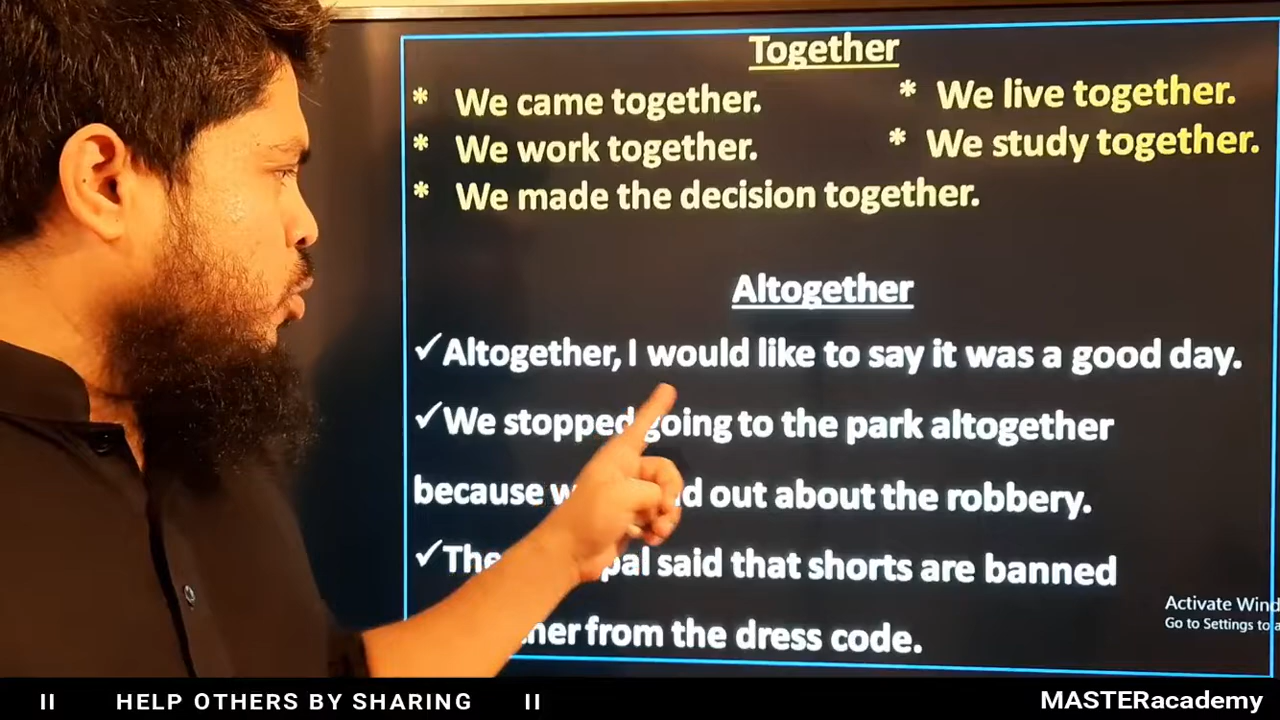 Together
* We came together. * We live together.
* We work together. * We study together.
* We made the decision together.
Altogether
✓Altogether, I would like to say it was a good day.
✓We stopped going to the park altogether
because out about the robbery.
✓ said that shorts are banned
from the dress code.
Activate
Go to Settings to
II HELP OTHERS BY SHARING II
MASTERacademy